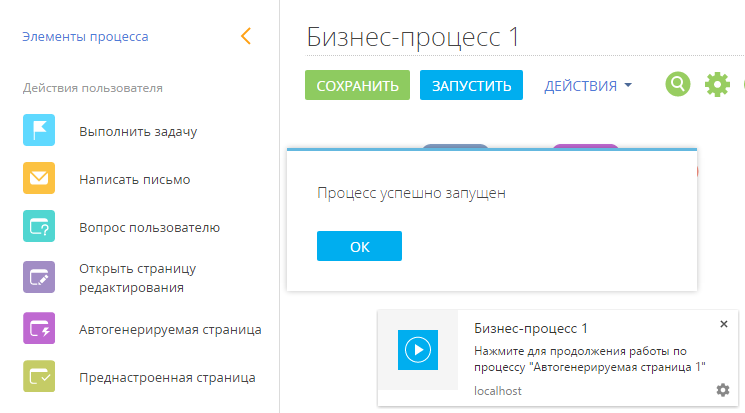 Элементы процесса
Действия пользователя
Выполнить задачу
Написать письмо
Вопрос пользователю
Открыть страницу
редактирования
Автогенерируемая страница
Преднастроенная страница
Бизнес-процесс 1
СОХРАНИТЬ
ЗАПУСТИТЬ
ДЕЙСТВИЯ
Процесс успешно запущен
ОК
Бизнес-процесс 1
Нажмите для продолжения работы по
процессу "Автогенерируемая страница 1"
localhost